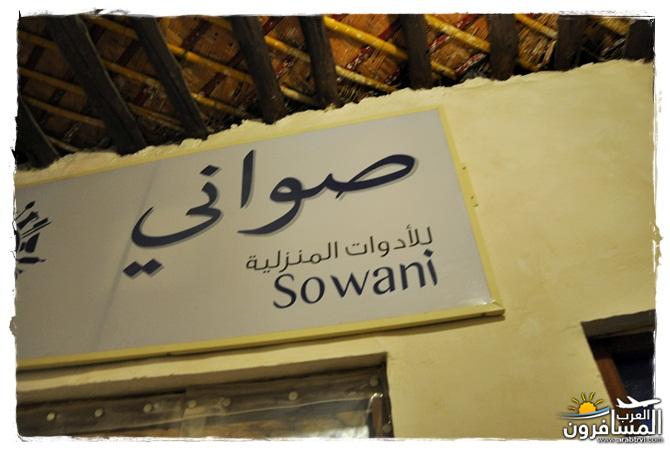 صواني
للأدوات المنزلية
Sowani
العرب
المسافرون
www.arabtrvl.com